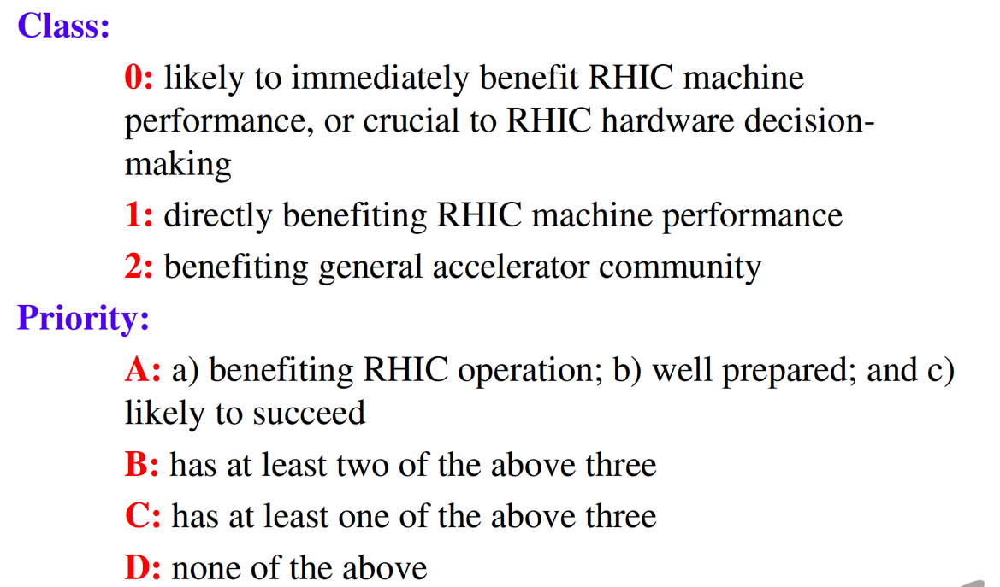 Class:
0: likely to immediately benefit RHIC machine
performance, or crucial to RHIC hardware decision-
making
1: directly benefiting RHIC machine performance
2: benefiting general accelerator community
Priority:
A: a) benefiting RHIC operation; b) well prepared; and c)
likely to succeed
B: has at least two of the above three
C: has at least one of the above three
D: none of the above